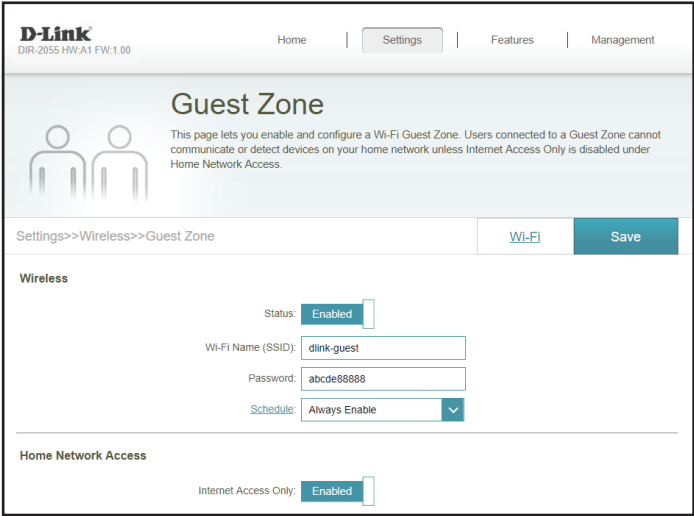 D-Link
DIR-2055 HW:A1 FW:1.00
Home
Settings
Features
Management
Guest Zone
This page lets you enable and configure a Wi-Fi Guest Zone. Users connected to a Guest Zone cannot
communicate or detect devices on your home network unless Internet Access Only is disabled under
Home Network Access.
Settings>>Wireless>>Guest Zone
Wi-Fi
Save
Wireless
Status: Enabled
Wi-Fi Name (SSID): dlink-guest
Password: abcde88888
Schedule: Always Enable
Home Network Access
Internet Access Only: Enabled